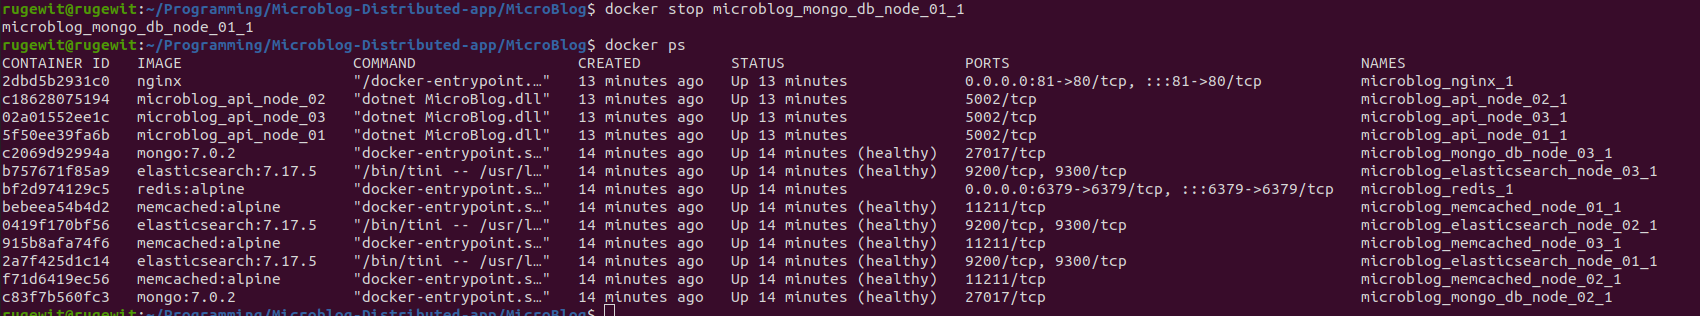 rugewit@rugewit:~/Programming/Microblog-Distributed-app/MicroBlog$ docker stop microblog_mongo_db_node_01_1
microblog_mongo_db_node_01_1
rugewit@rugewit:~/Programming/Microblog-Distributed-app/MicroBlog$ docker ps
CONTAINER ID   IMAGE                   COMMAND                  CREATED          STATUS                    PORTS                                       NAMES
2dbd5b2931c0   nginx                   "/docker-entrypoint.…"   13 minutes ago   Up 13 minutes             0.0.0.0:81->80/tcp, :::81->80/tcp           microblog_nginx_1
c18628075194   microblog_api_node_02   "dotnet MicroBlog.dll"   13 minutes ago   Up 13 minutes             5002/tcp                                    microblog_api_node_02_1
02a01552ee1c   microblog_api_node_03   "dotnet MicroBlog.dll"   13 minutes ago   Up 13 minutes             5002/tcp                                    microblog_api_node_03_1
5f50ee39fa6b   microblog_api_node_01   "dotnet MicroBlog.dll"   13 minutes ago   Up 13 minutes             5002/tcp                                    microblog_api_node_01_1
c2069d92994a   mongo:7.0.2             "docker-entrypoint.s…"   14 minutes ago   Up 14 minutes (healthy)   27017/tcp                                   microblog_mongo_db_node_03_1
b757671f85a9   elasticsearch:7.17.5    "/bin/tini -- /usr/l…"   14 minutes ago   Up 14 minutes (healthy)   9200/tcp, 9300/tcp                          microblog_elasticsearch_node_03_1
bf2d974129c5   redis:alpine            "docker-entrypoint.s…"   14 minutes ago   Up 14 minutes             0.0.0.0:6379->6379/tcp, :::6379->6379/tcp   microblog_redis_1
bebeea54b4d2   memcached:alpine        "docker-entrypoint.s…"   14 minutes ago   Up 14 minutes (healthy)   11211/tcp                                   microblog_memcached_node_01_1
0419f170bf56   elasticsearch:7.17.5    "/bin/tini -- /usr/l…"   14 minutes ago   Up 14 minutes (healthy)   9200/tcp, 9300/tcp                          microblog_elasticsearch_node_02_1
915b8afa74f6   memcached:alpine        "docker-entrypoint.s…"   14 minutes ago   Up 14 minutes (healthy)   11211/tcp                                   microblog_memcached_node_03_1
2a7f425d1c14   elasticsearch:7.17.5    "/bin/tini -- /usr/l…"   14 minutes ago   Up 14 minutes (healthy)   9200/tcp, 9300/tcp                          microblog_elasticsearch_node_01_1
f71d6419ec56   memcached:alpine        "docker-entrypoint.s…"   14 minutes ago   Up 14 minutes (healthy)   11211/tcp                                   microblog_memcached_node_02_1
c83f7b560fc3   mongo:7.0.2             "docker-entrypoint.s…"   14 minutes ago   Up 14 minutes (healthy)   27017/tcp                                   microblog_mongo_db_node_02_1
rugewit@rugewit:~/Programming/Microblog-Distributed-app/MicroBlog$